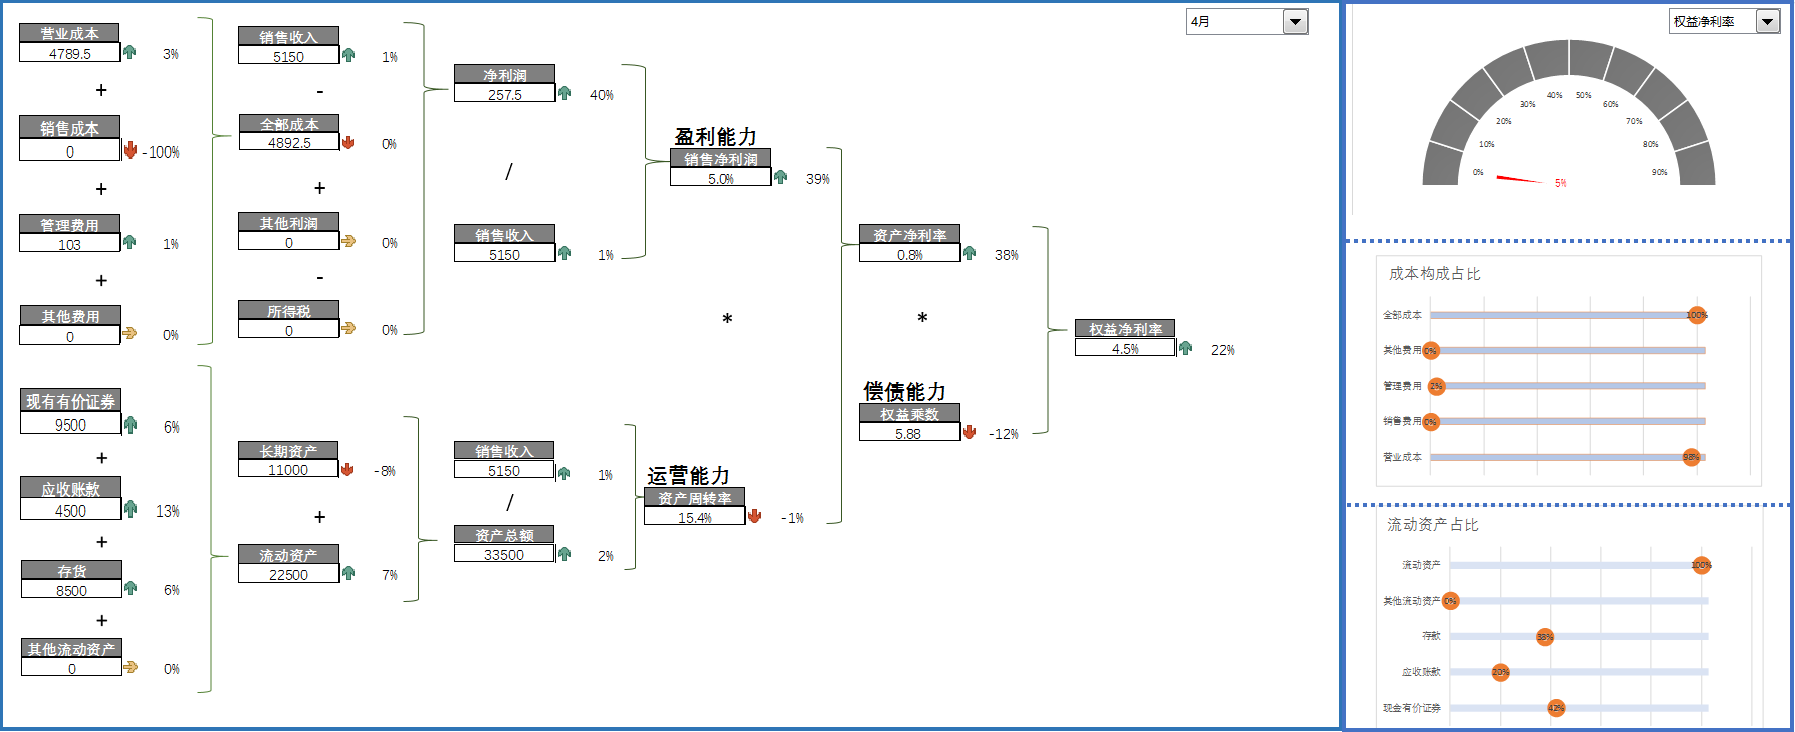 营业成本
4789.5
3%
+
销售成本
0
-100%
+
管理费用
103
1%
+
其他费用
0
0%
现有有价证券
9500
6%
+
应收账款
4500
13%
+
存货
8500
6%
+
其他流动资产
0
0%
销售收入
5150
1%
-
全部成本
4892.5
0%
+
其他利润
0
0%
-
所得税
0
0%
长期资产
11000
-8%
+
流动资产
22500
7%
净利润
257.5
40%
/
销售收入
5150
1%
销售收入
5150
1%
/
资产总额
33500
2%
盈利能力
销售净利润
5.0%
39%
*
运营能力
资产周转率
15.4%
-1%
资产净利率
0.8%
38%
*
偿债能力
权益乘数
5.88
-12%
权益净利率
4.5%
22%
4月
权益净利率
0%
10%
20%
30%
40%
50%
60%
70%
80%
90%
5%
成本构成占比
全部成本
100%
其他费用
0%
管理费用
2%
销售费用
0%
营业成本
98%
流动资产占比
流动资产
100%
其他流动资产
0%
存款
38%
应收账款
20%
现金有价证券
42%